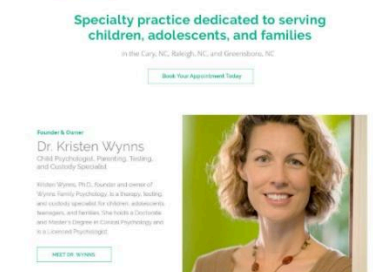 Specialty practice dedicated to serving
children, adolescents, and families
in the Cary, NC, Raleigh, NC, and Greensboro, NC
Book Your Appointment Today
Founder & Owner
Dr. Kristen Wynns
Child Psychologist, Parenting, Testing,
and Custody Specialist
Kristen Wynns, Ph.D., founder and owner of
Wynns Family Psychology, is a therapy, testing,
and custody specialist for children, adolescents,
teenagers, and families. She holds a Doctorate
and Master's Degree in Clinical Psychology and
is a Licensed Psychologist.
MEET DR. WYNNS